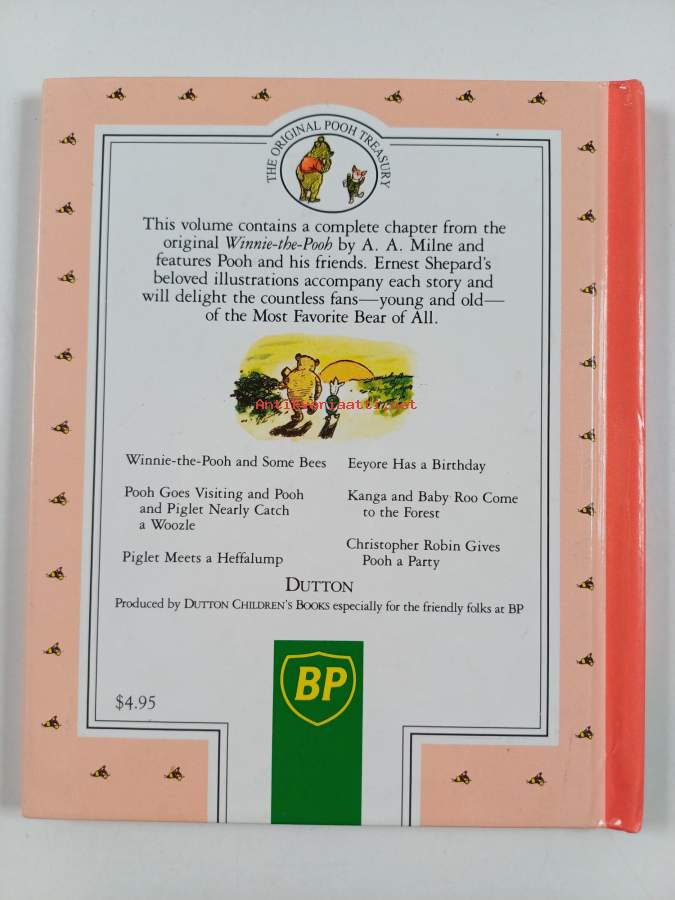 THE ORIGINAL POOH TREASURY
This volume contains a complete chapter from the
original Winnie-the-Pooh by A. A. Milne and
features Pooh and his friends. Ernest Shepard's
beloved illustrations accompany each story and
will delight the countless fans—young and old—
of the Most Favorite Bear of All.
Antikvariaatti.net
Winnie-the-Pooh and Some Bees
Pooh Goes Visiting and Pooh
and Piglet Nearly Catch
a Woozle
Piglet Meets a Heffalump
Eeyore Has a Birthday
Kanga and Baby Roo Come
to the Forest
Christopher Robin Gives
Pooh a Party
DUTTON
Produced by DUTTON CHILDREN'S BOOKS especially for the friendly folks at BP
BP
$4.95